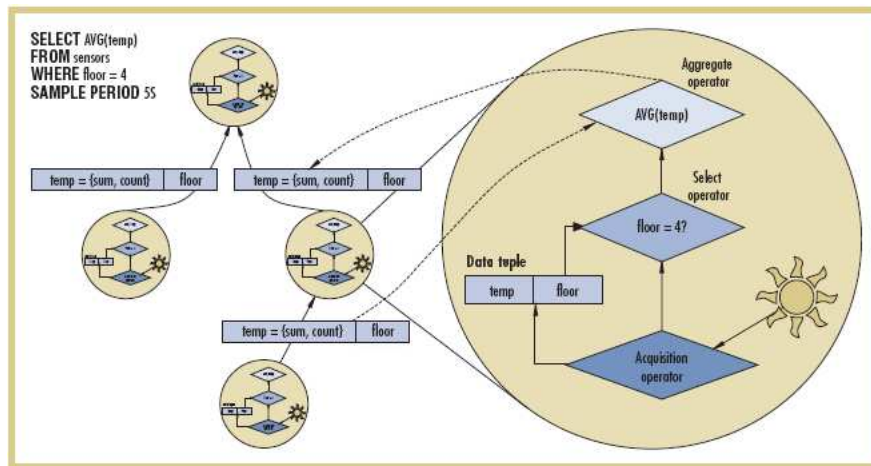 SELECT AVG(temp)
FROM sensors
WHERE floor = 4
SAMPLE PERIOD 5S
temp = {sum, count} floor
temp = {sum, count} floor
temp = {sum, count} floor
Aggregate
operator
AVG(temp)
Select
operator
floor = 4?
Data tuple
temp floor
Acquisition
operator